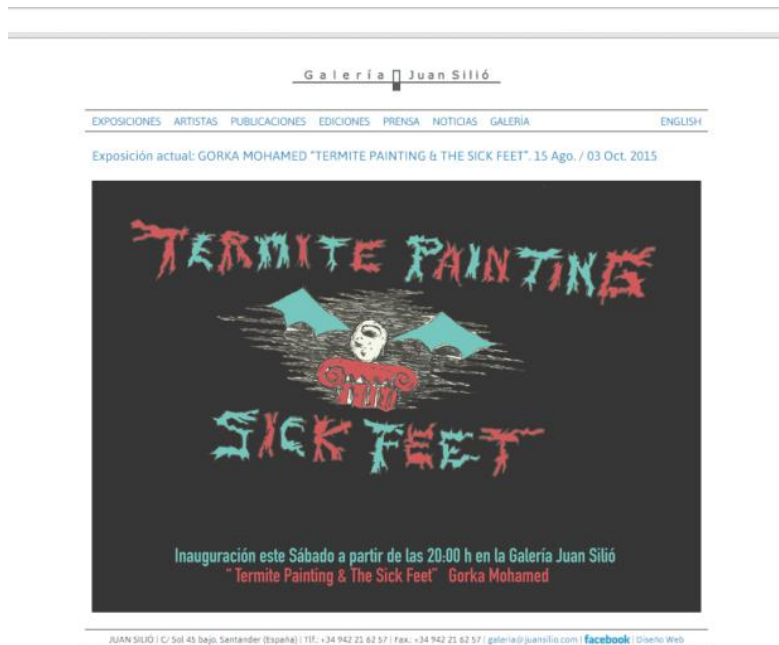 Galería Juan Silió
EXPOSICIONES ARTISTAS PUBLICACIONES EDICIONES PRENSA NOTICIAS GALERÍA ENGLISH
Exposición actual: GORKA MOHAMED "TERMITE PAINTING & THE SICK FEET". 15 Ago. / 03 Oct. 2015
TERMITE PAINTING
SICK FEET
Inauguración este Sábado a partir de las 20:00 h en la Galería Juan Silió
" Termite Painting & The Sick Feet" Gorka Mohamed
JUAN SILIÓ | C/ Sol 45 bajo, Santander (España) | Tlf.: +34 942 21 62 57 | Fax.: +34 942 21 62 57 | galeria@juansilio.com | facebook | Diseño Web